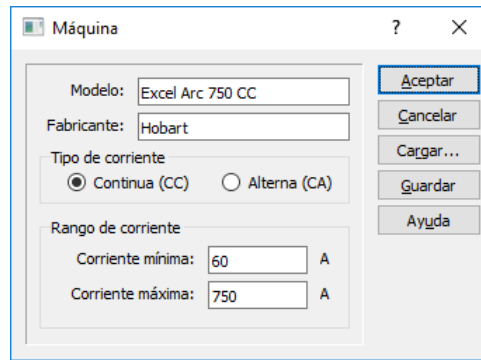 Máquina
?
Modelo: Excel Arc 750 CC
Fabricante: Hobart
Tipo de corriente
Continua (CC) Alterna (CA)
Rango de corriente
Corriente mínima: 60 A
Corriente máxima: 750 A
Aceptar
Cancelar
Cargar...
Guardar
Ayuda